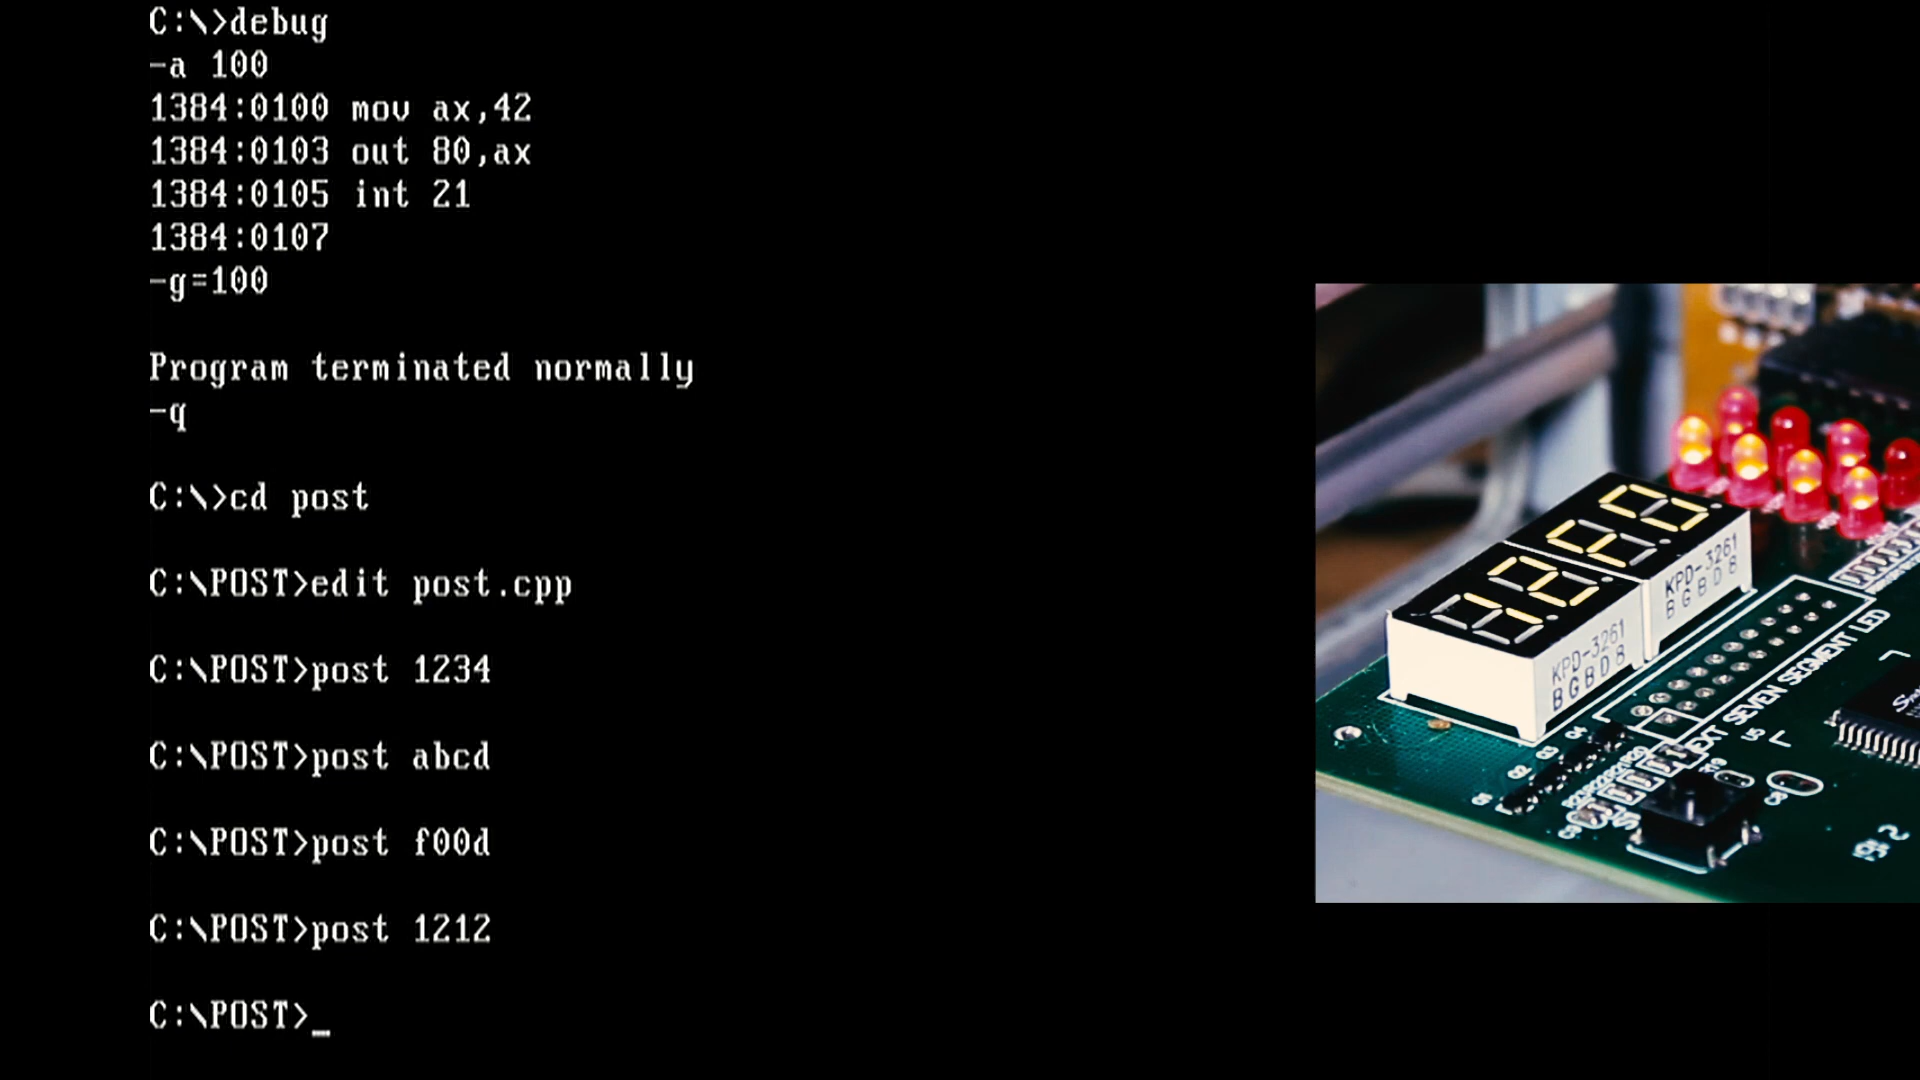 C:\>debug
-a 100
1384:0100 mov ax,42
1384:0103 out 80,ax
1384:0105 int 21
1384:0107
-g=100
Program terminated normally
-q
C:\>cd post
C:\POST>edit post.cpp
C:\POST>post 1234
C:\POST>post abcd
C:\POST>post f00d
C:\POST>post 1212
C:\POST>_
KPD-3261
BGBD8
KPD-3261
BGBD8
EXT SEVEN SEGMENT LED
U5